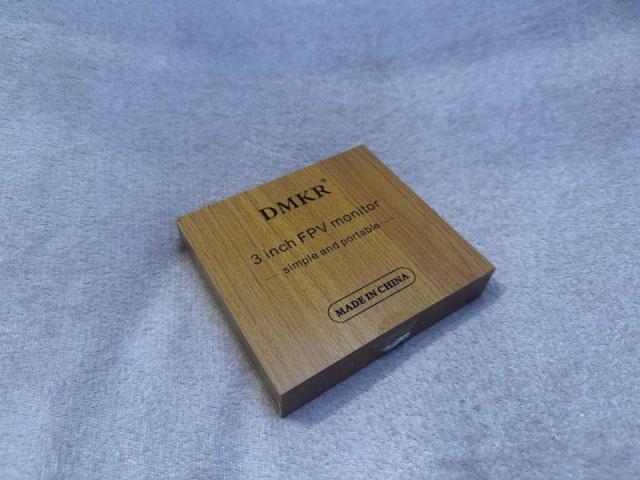 DMKR®
3 inch FPV monitor
simple and portable
MADE IN CHINA